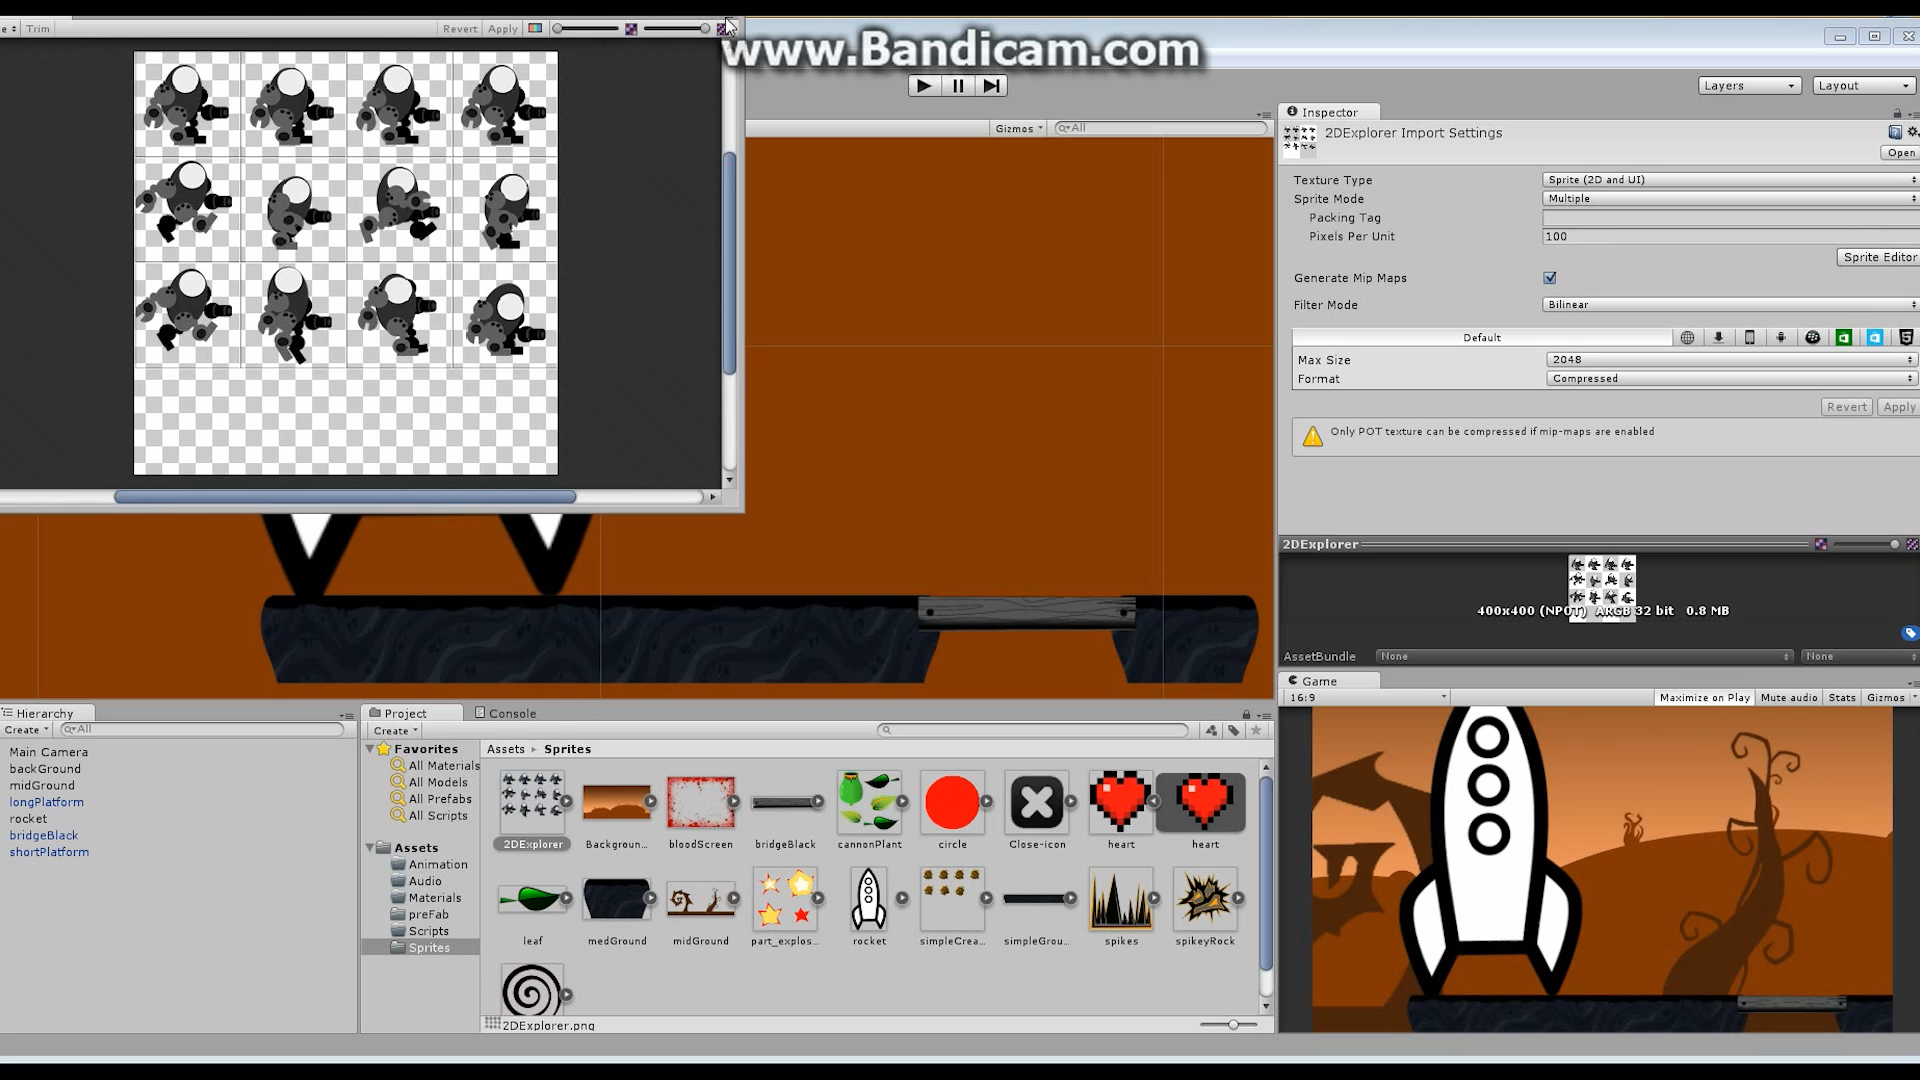 e Trim Revert Apply
www.Bandicam.com
Layers Layout
Gizmos All
Inspector
2DExplorer Import Settings
Open
Texture Type Sprite (2D and UI)
Sprite Mode Multiple
Packing Tag
Pixels Per Unit 100
Sprite Editor
Generate Mip Maps
Filter Mode Bilinear
Default
Max Size 2048
Format Compressed
Revert Apply
Only POT texture can be compressed if mip-maps are enabled
2DExplorer
400x400 (NPOT) ARGB 32 bit 0.8 MB
AssetBundle None None
Game
16:9 Maximize on Play Mute audio Stats Gizmos
Hierarchy
Create All
Main Camera
backGround
midGround
longPlatform
rocket
bridgeBlack
shortPlatform
Project Console
Create
Favorites
All Materials
All Models
All Prefabs
All Scripts
Assets
Animation
Audio
Materials
preFab
Scripts
Sprites
Assets Sprites
2DExplorer Backgroun... bloodScreen bridgeBlack cannonPlant circle Close-icon heart heart
leaf medGround midGround part_explos... rocket simpleCrea... simpleGrou... spikes spikeyRock
2DExplorer.png